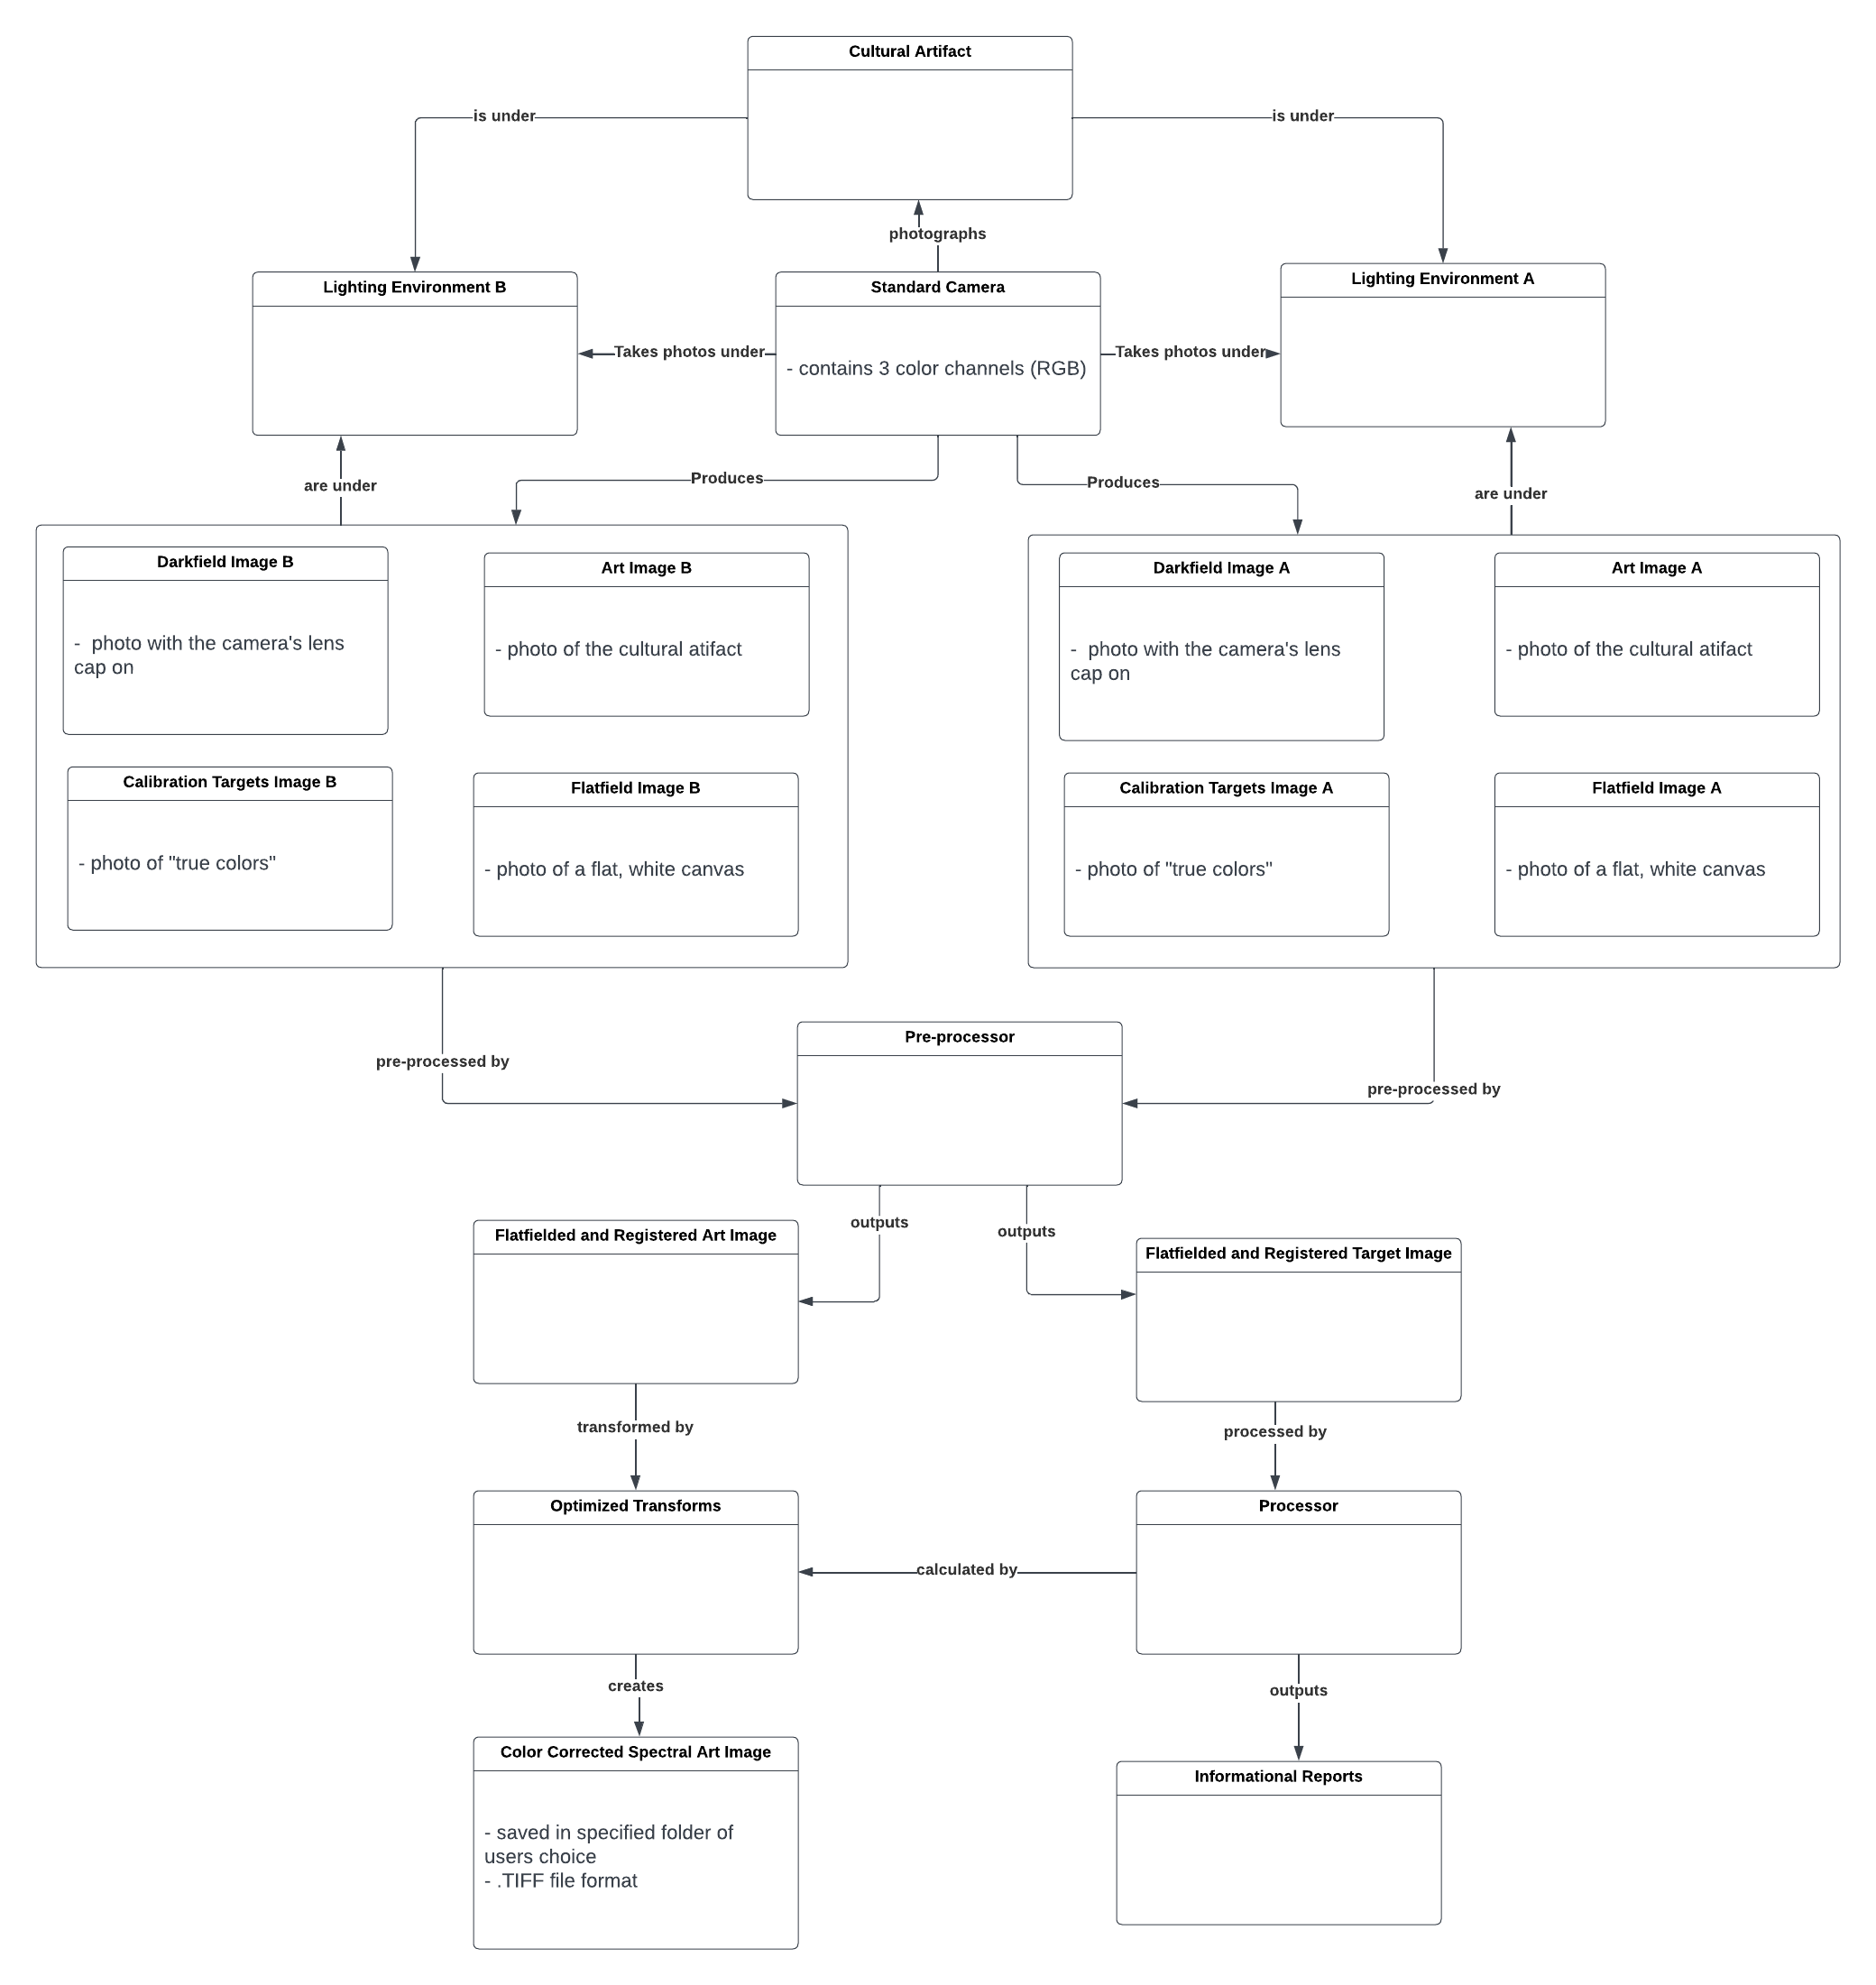 Cultural Artifact
is under
is under
photographs
Lighting Environment B
Standard Camera
Lighting Environment A
Takes photos under
- contains 3 color channels (RGB)
Takes photos under
are under
Produces
Produces
are under
Darkfield Image B
-  photo with the camera's lens
cap on
Art Image B
- photo of the cultural atifact
Calibration Targets Image B
- photo of "true colors"
Flatfield Image B
- photo of a flat, white canvas
Darkfield Image A
-  photo with the camera's lens
cap on
Art Image A
- photo of the cultural atifact
Calibration Targets Image A
- photo of "true colors"
Flatfield Image A
- photo of a flat, white canvas
pre-processed by
Pre-processor
pre-processed by
outputs
outputs
Flatfielded and Registered Art Image
Flatfielded and Registered Target Image
transformed by
processed by
Optimized Transforms
calculated by
Processor
creates
outputs
Color Corrected Spectral Art Image
- saved in specified folder of
users choice
- .TIFF file format
Informational Reports